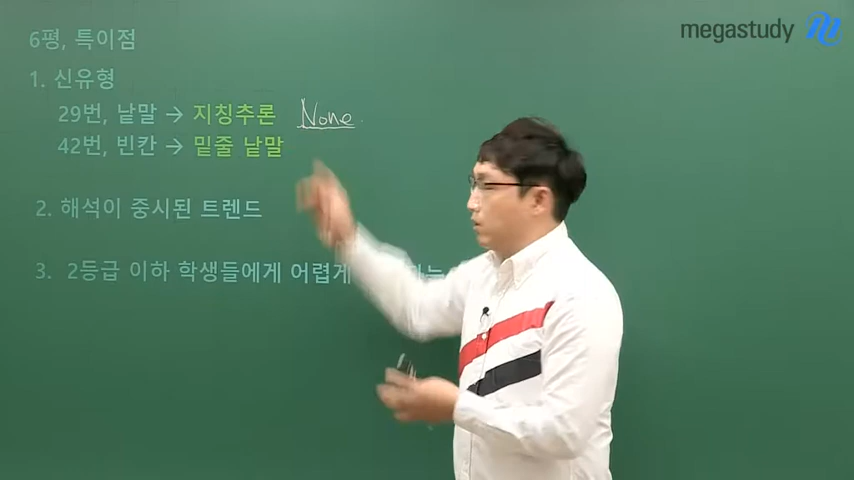 megastudy
6평, 특이점
1. 신유형
29번, 낱말 → 지칭추론 None
42번, 빈칸 → 밑줄 낱말
2. 해석이 중시된 트렌드
3. 2등급 이하 학생들에게 어렵게